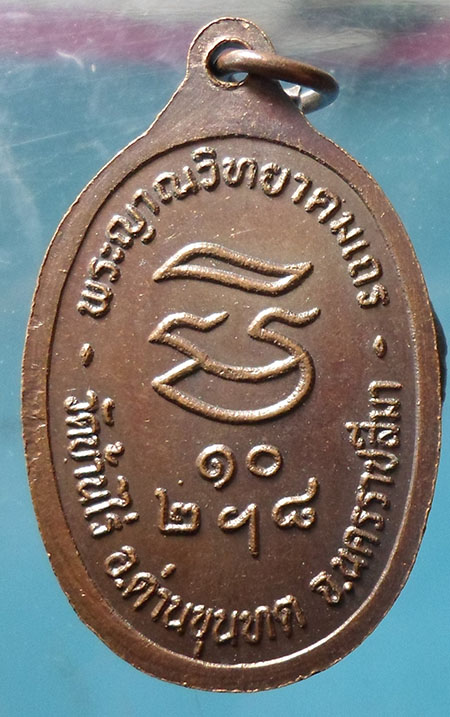 พระญาณวิทยาคมเถร
๑๐
๒ ๘
- วัดบ้านไร่ อ.ด่านขุนทด จ.นครราชสีมา -